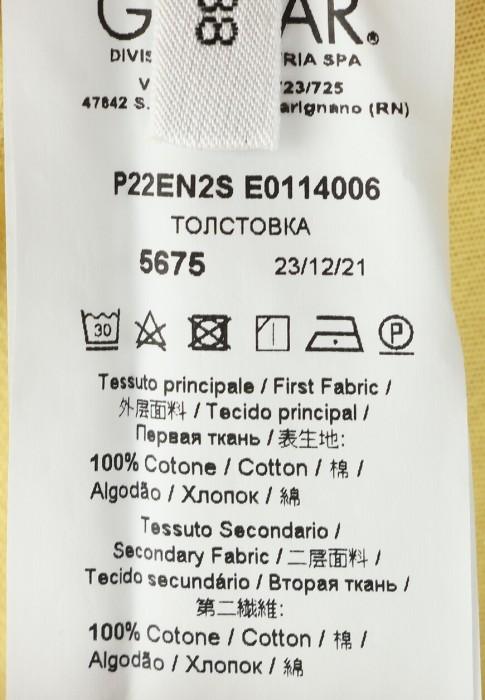 G AR®
DIVIS RIA SPA
V 23/725
47842 S. arignano (RN)
88
P22EN2S E0114006
ТОЛСТОВКА
5675 23/12/21
30 P
Tessuto principale / First Fabric /
外层面料 / Tecido principal /
Первая ткань / 表生地:
100% Cotone / Cotton / 棉 /
Algodão / Хлопок / 綿
Tessuto Secondario /
Secondary Fabric / 二层面料 /
Tecido secundário / Вторая ткань /
第二繊維:
100% Cotone / Cotton / 棉 /
Algodão / Хлопок / 綿